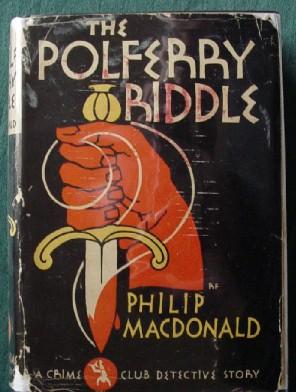 THE
POLFERRY
RIDDLE
BY
PHILIP
MACDONALD
A CRIME CLUB DETECTIVE STORY